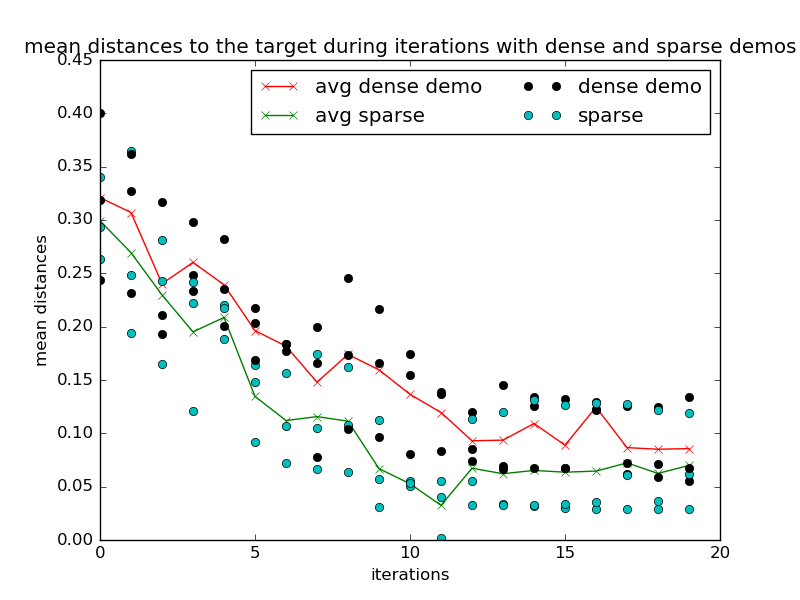 mean distances to the target during iterations with dense and sparse demos
avg dense demo
dense demo
avg sparse
sparse
0.45
0.40
0.35
0.30
0.25
0.20
0.15
0.10
0.05
0.00
mean distances
0 5 10 15 20
iterations